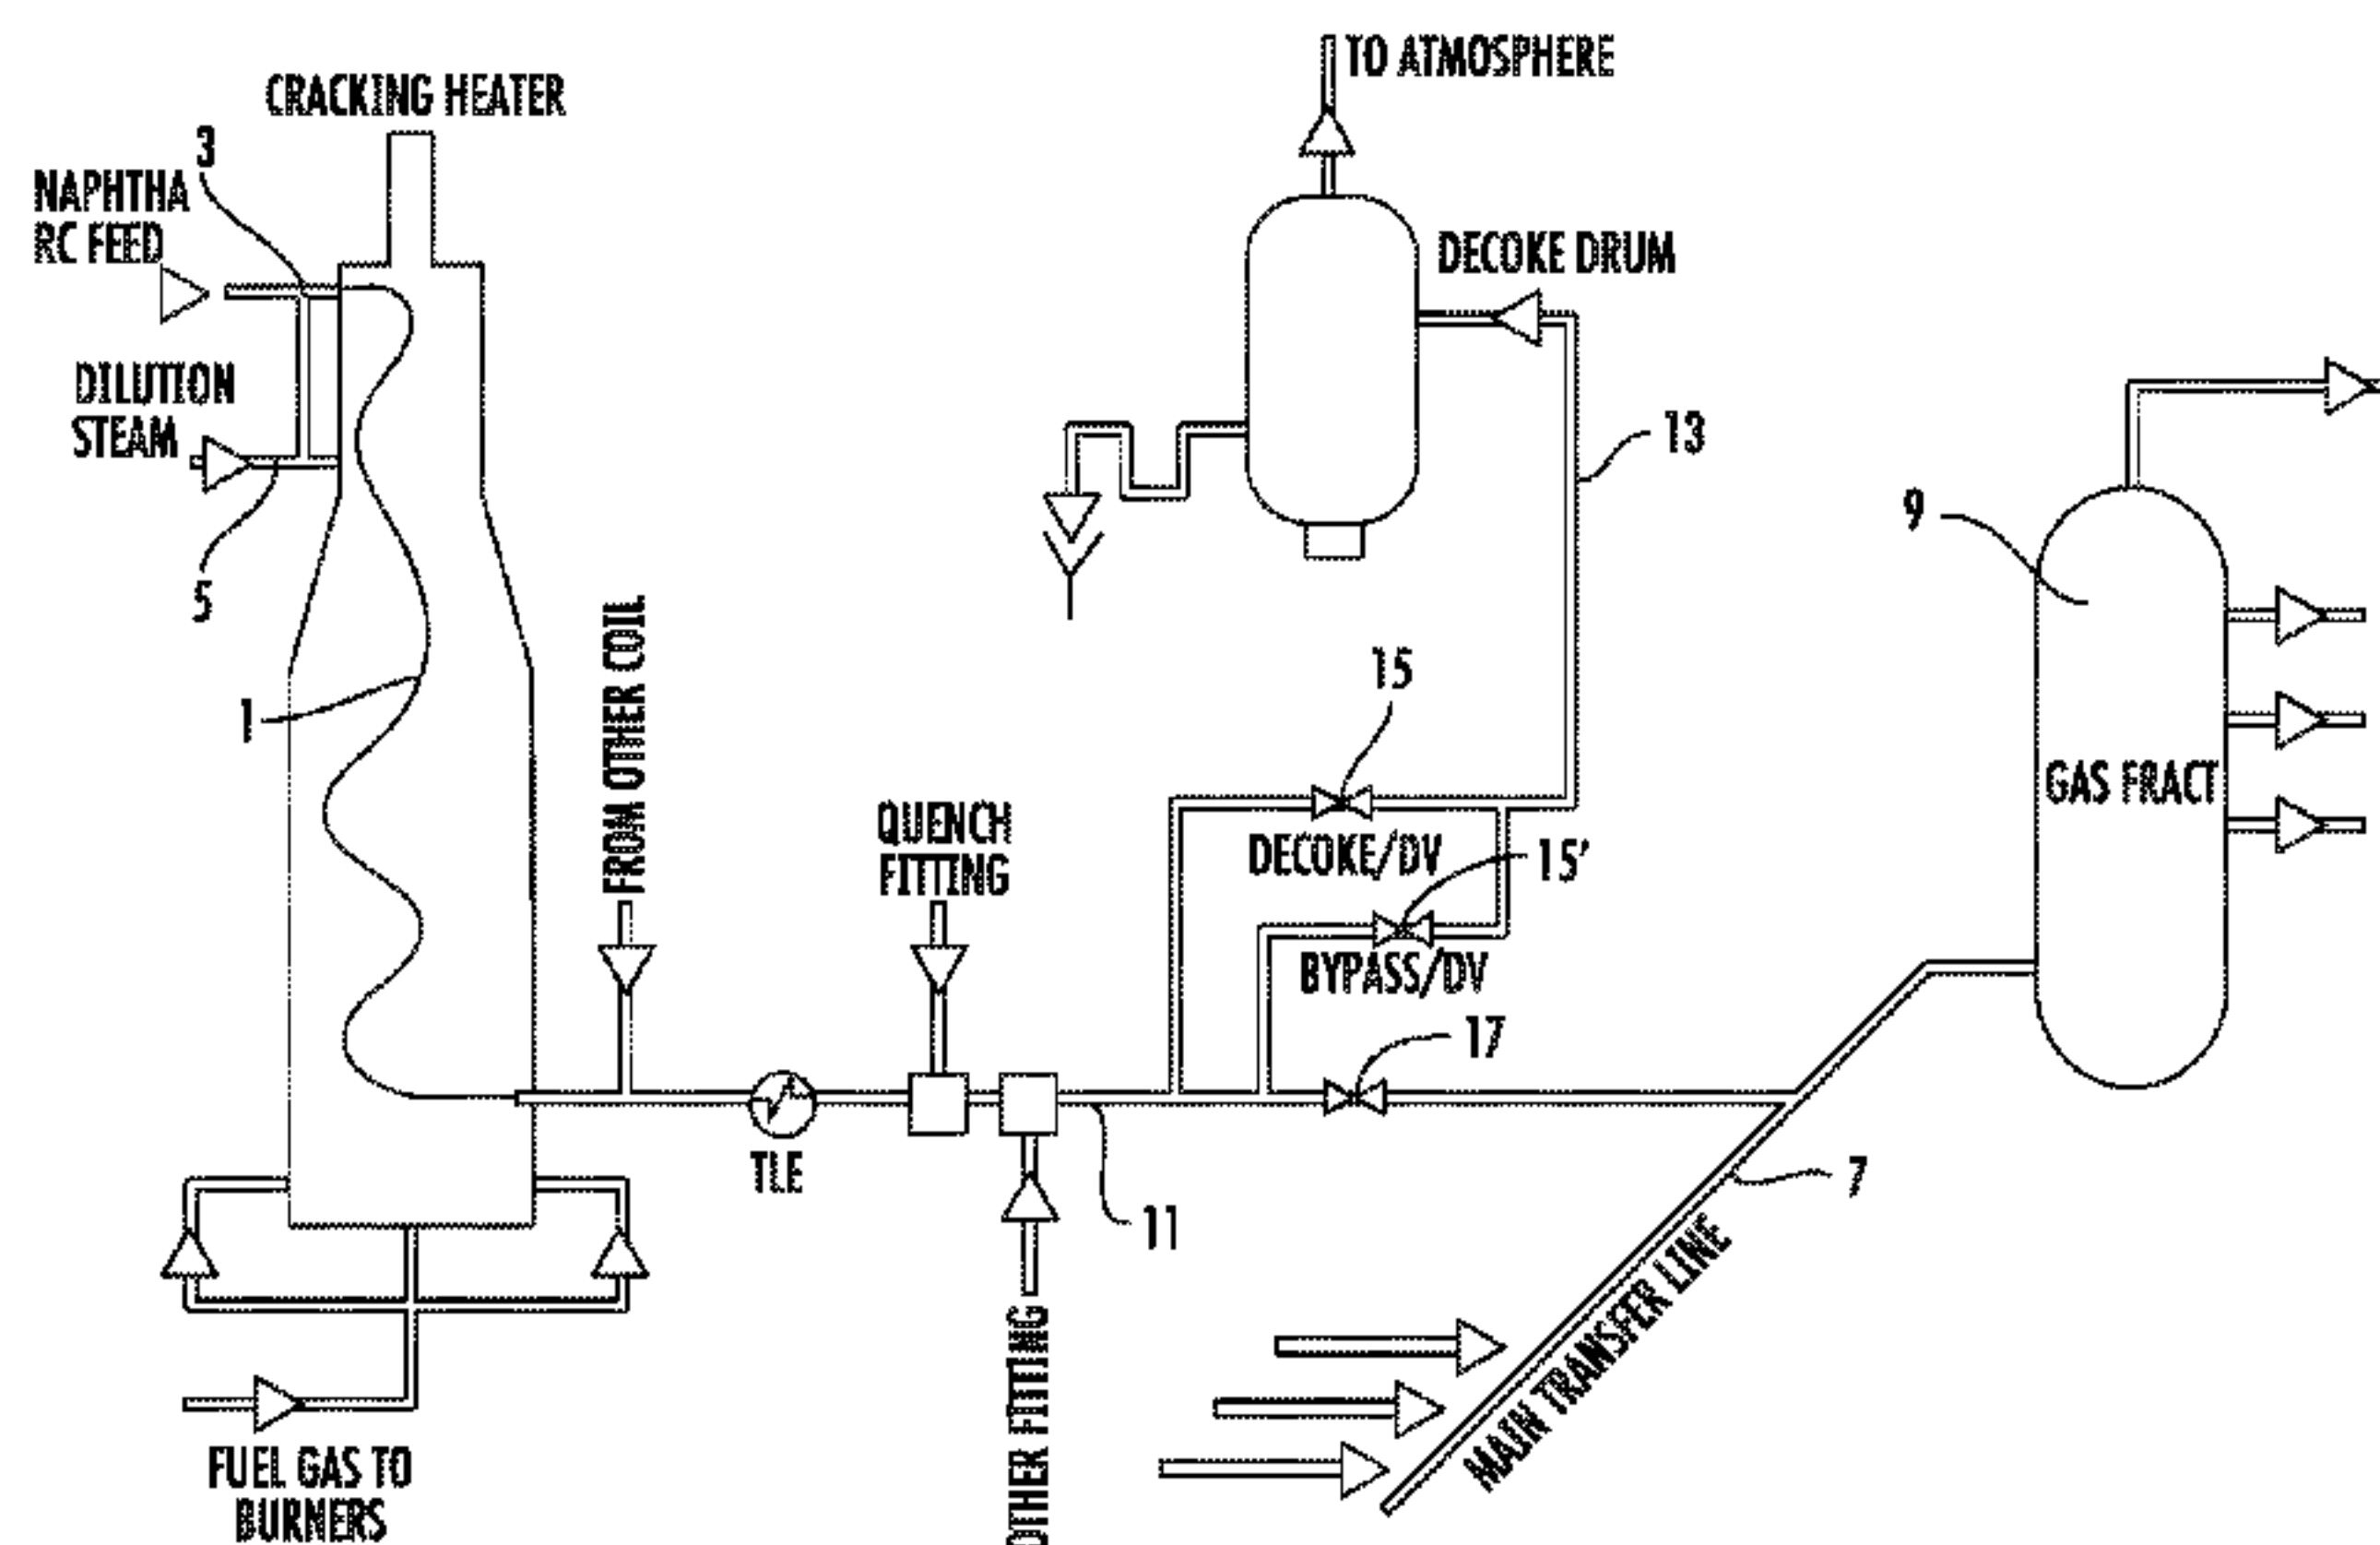 TO ATMOSPHERE
CRACKING HEATER
3
NAPHTHA
RC FEED
DECOKE DRUM
DILUTION
STEAM
13
9
5
FROM OTHER COIL
15
1
GAS FRACT
QUENCH
FITTING
DECOKE/DV
15'
BYPASS/DV
17
TLE
7
11
MAIN TRANSFER LINE
OTHER FITTING
FUEL GAS TO
BURNERS